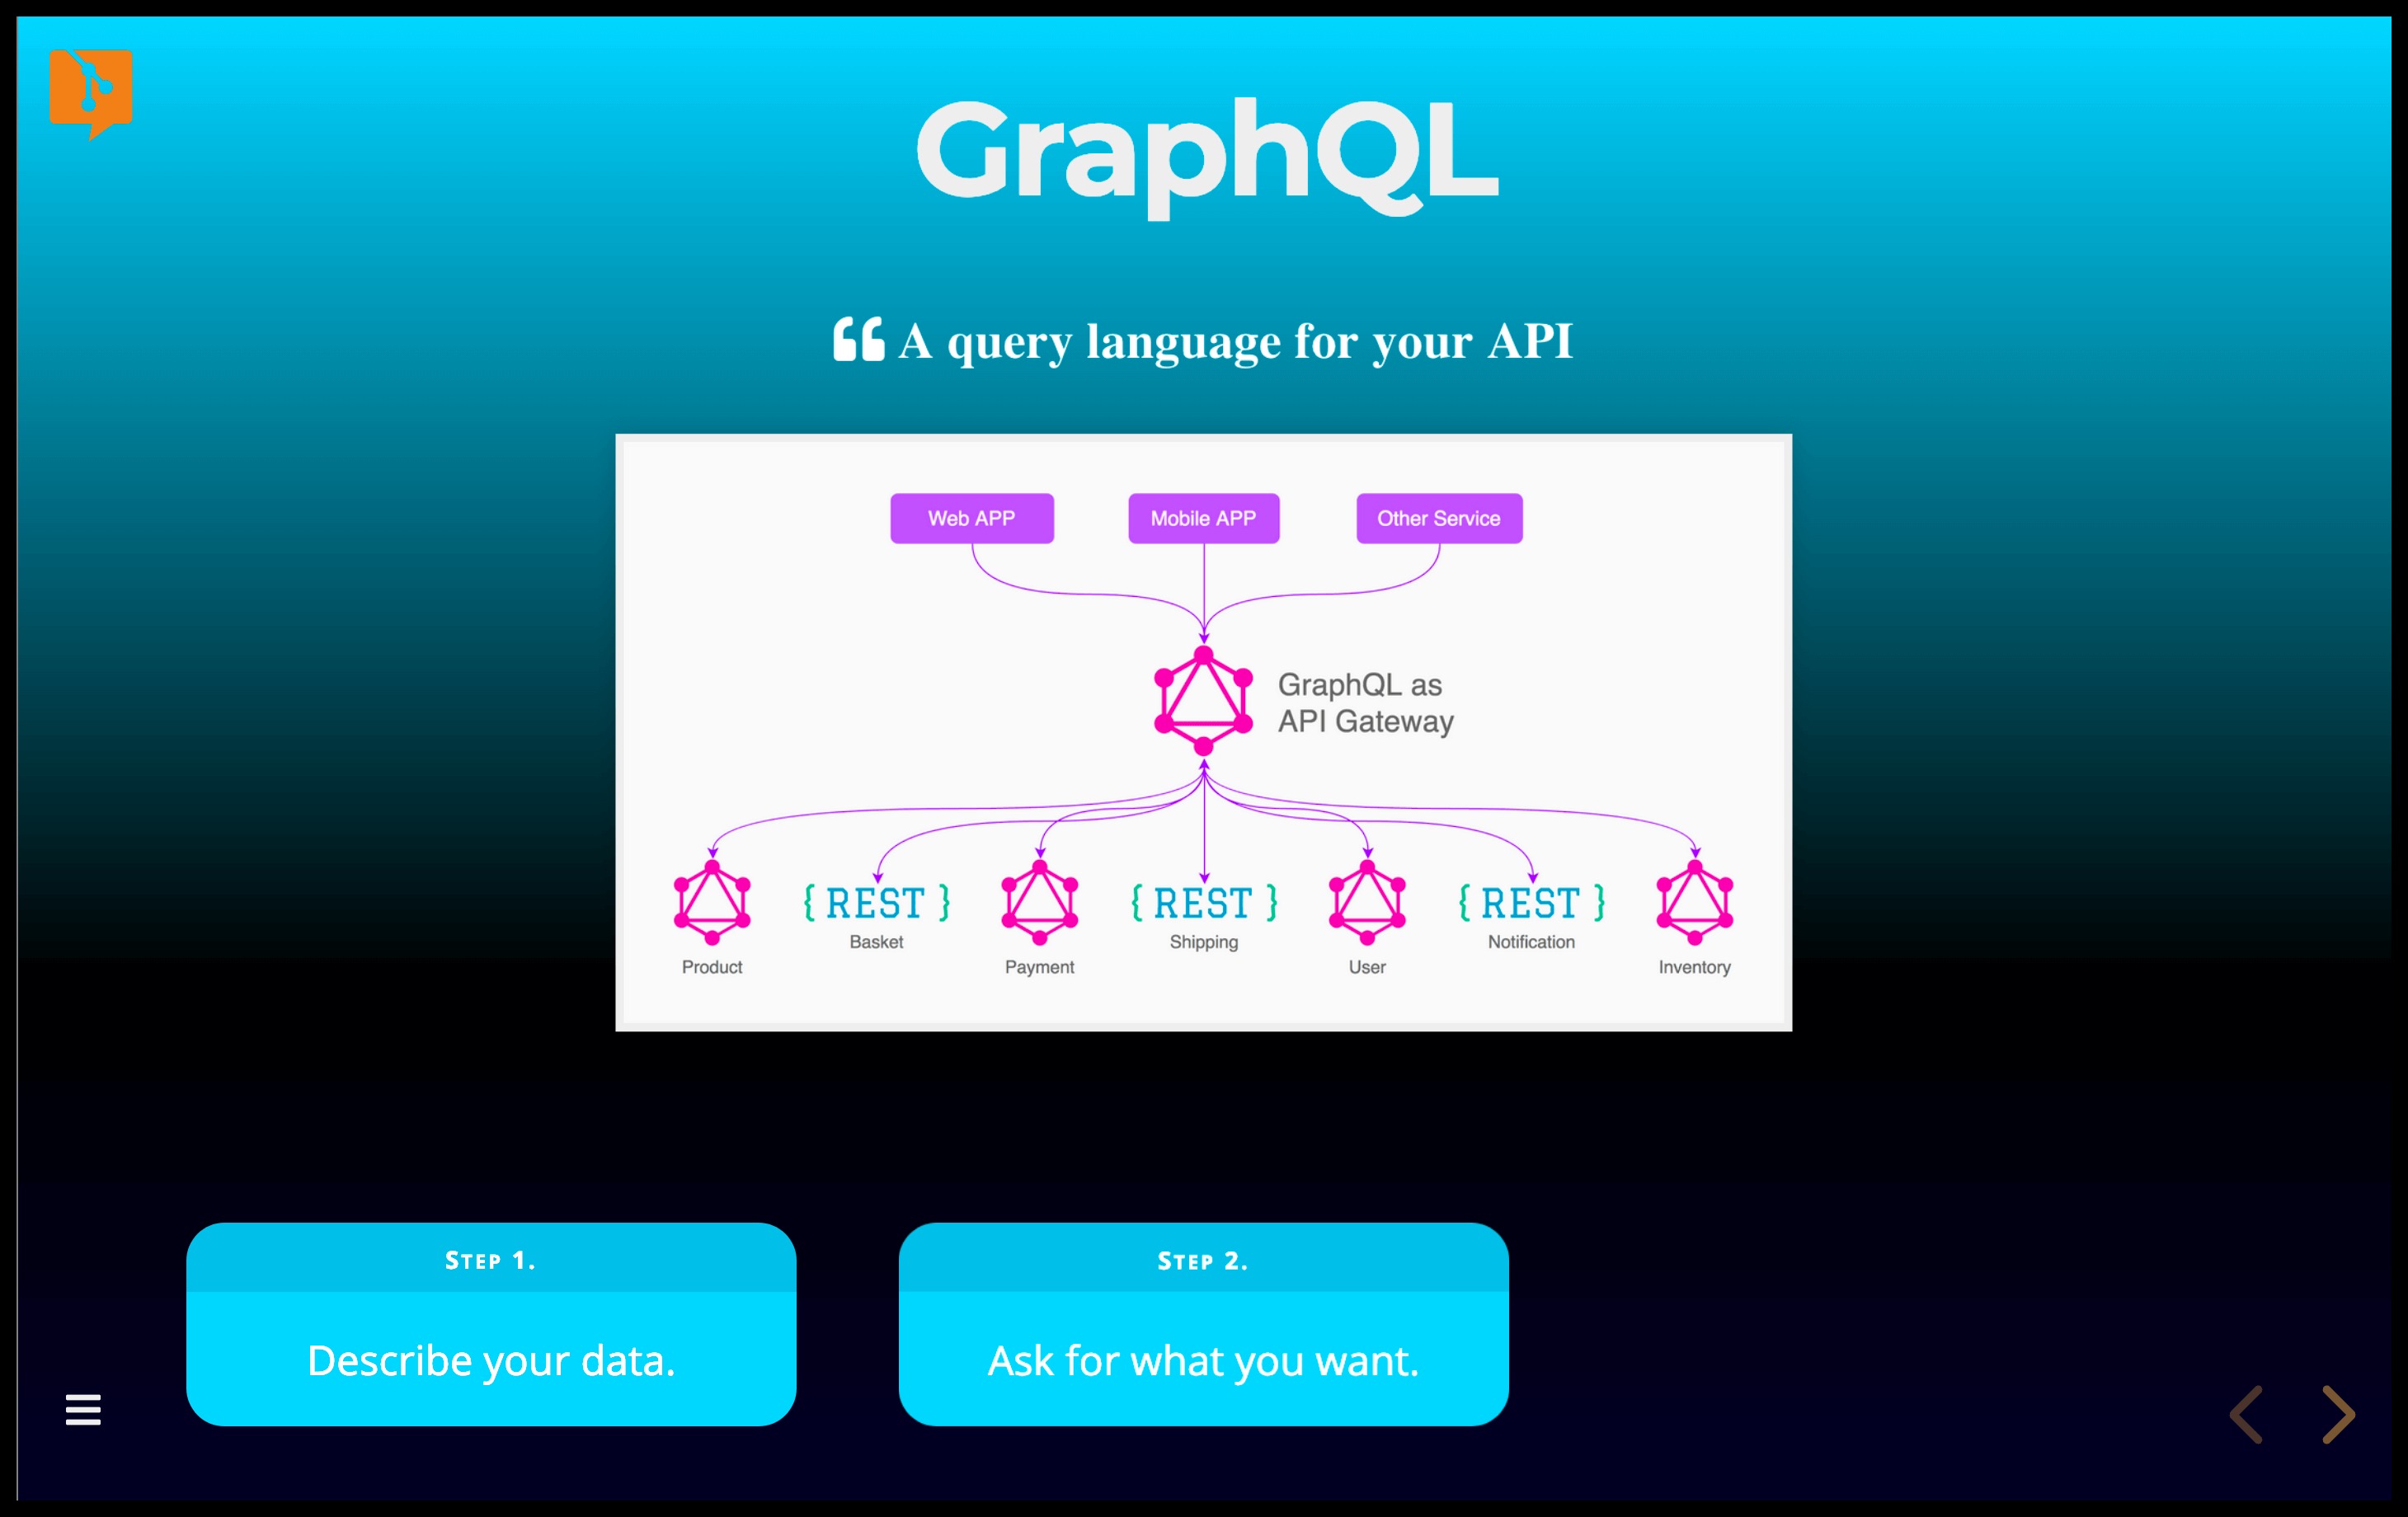 GraphQL
“ A query language for your API
Web APP
Mobile APP
Other Service
GraphQL as
API Gateway
{ REST }
{ REST }
{ REST }
Basket
Shipping
Notification
Product
Payment
User
Inventory
Step 1.
Describe your data.
Step 2.
Ask for what you want.